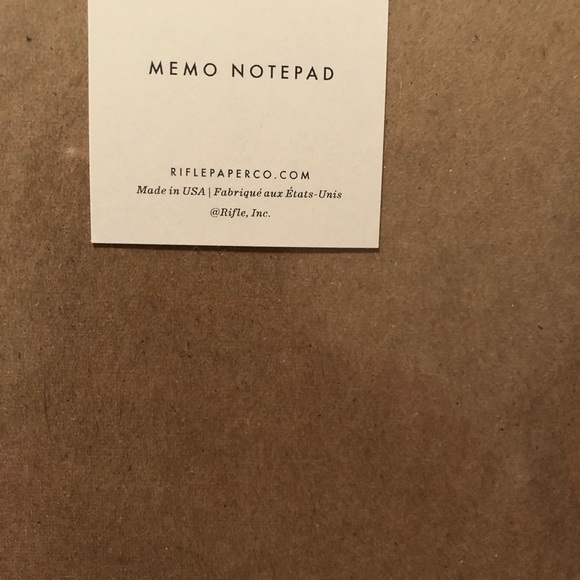 MEMO NOTEPAD
RIFLEPAPERCO.COM
Made in USA | Fabriqué aux États-Unis
@Rifle, Inc.